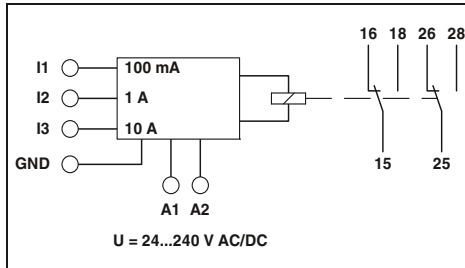 16 18 26 28
I1 100 mA
I2 1 A
I3 10 A
GND
15 25
A1 A2
U = 24...240 V AC/DC